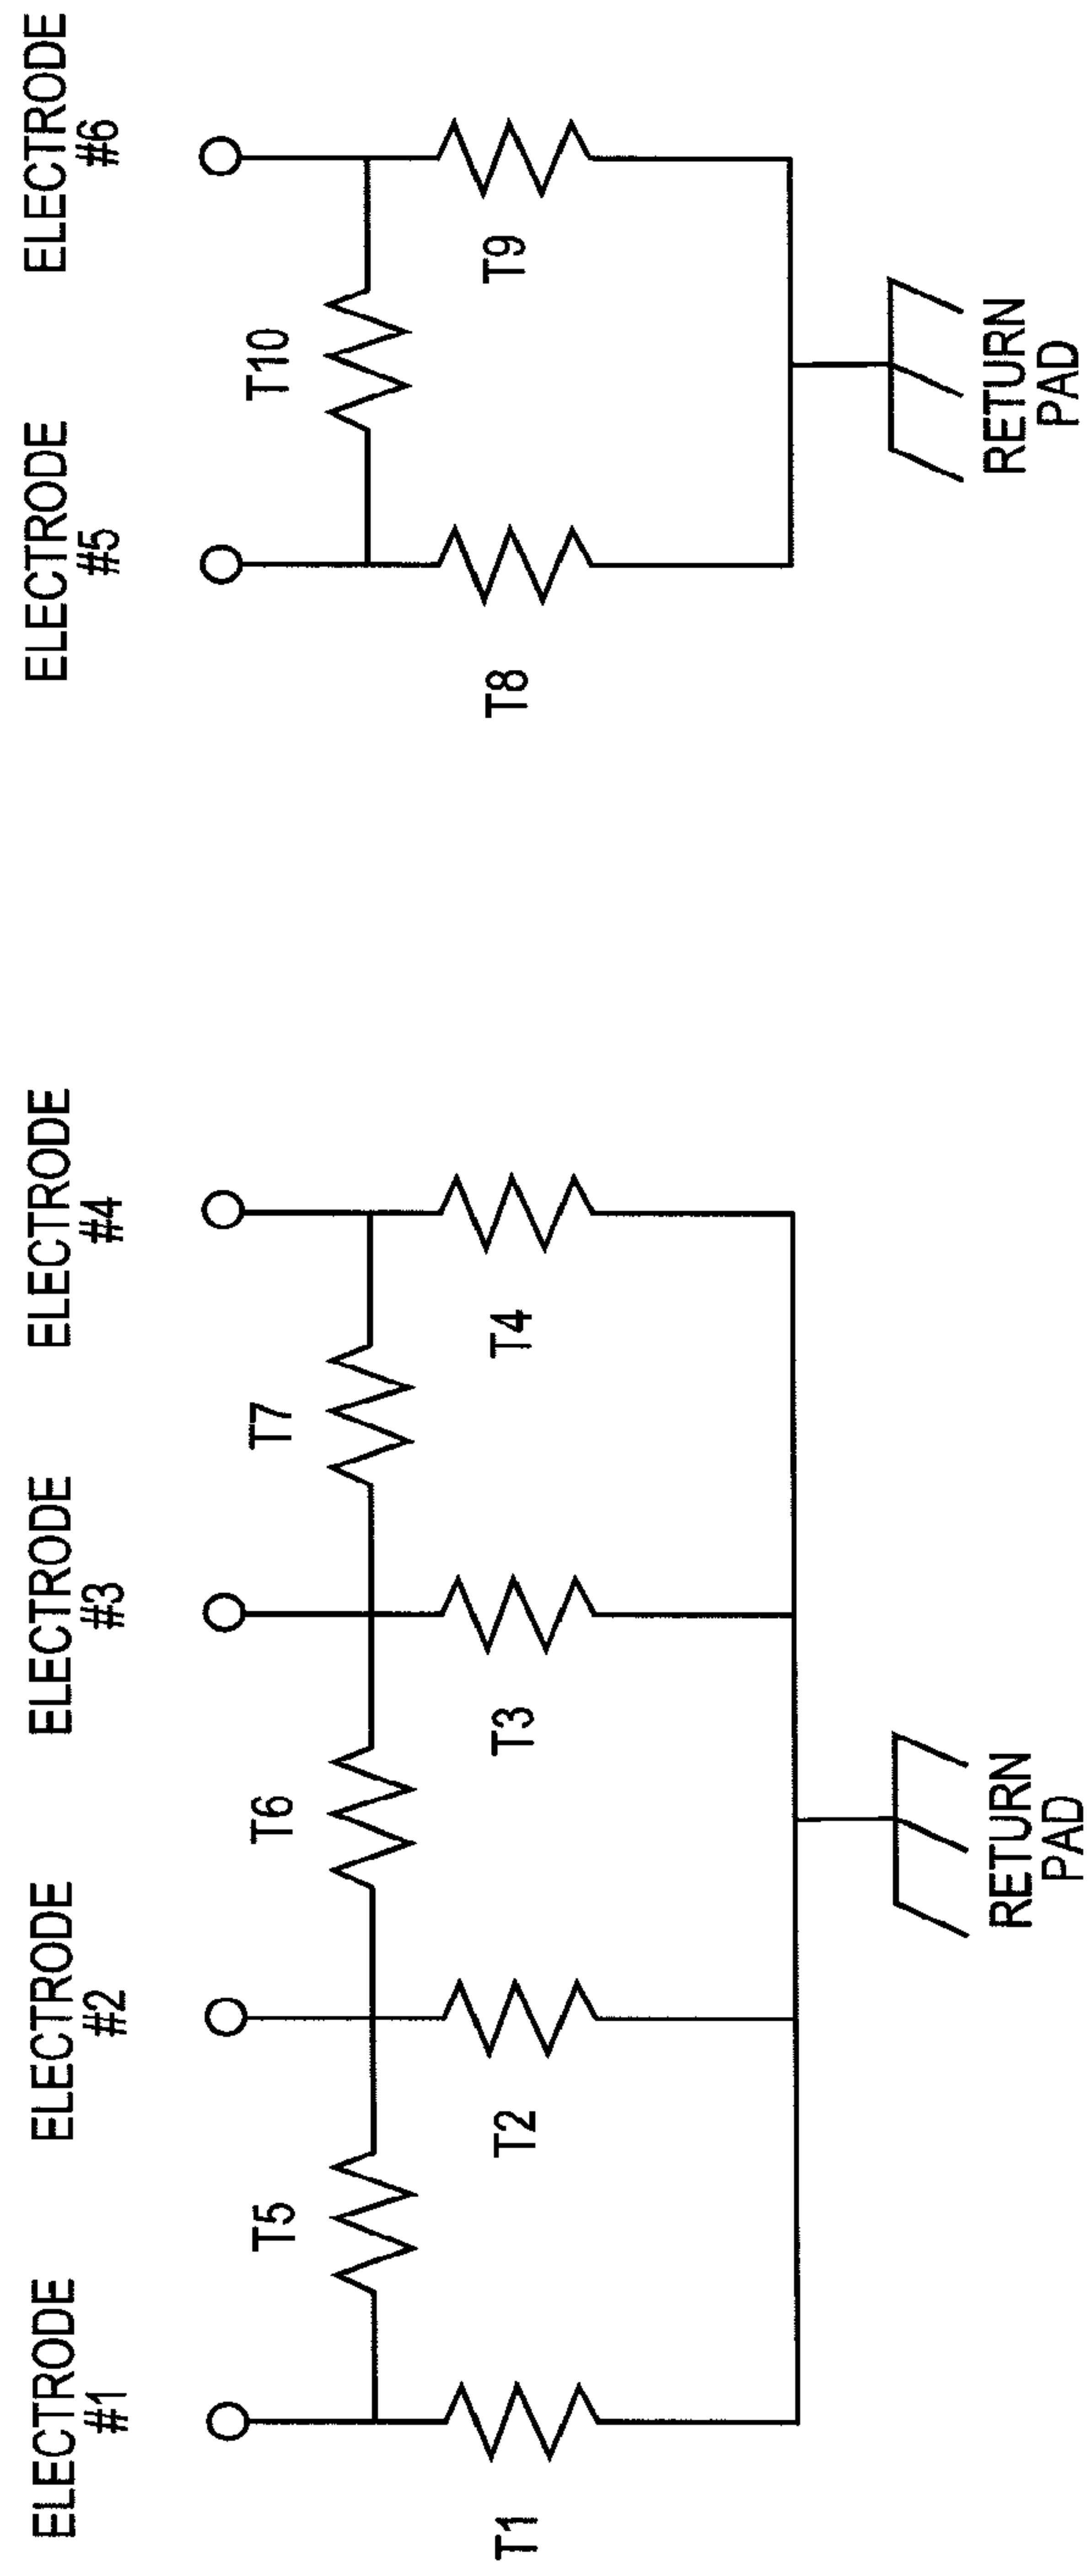 ELECTRODE
#1
ELECTRODE
#2
ELECTRODE
#3
ELECTRODE
#4
ELECTRODE
#5
ELECTRODE
#6
T5
T6
T7
T10
T1
T2
T3
T4
T8
T9
RETURN
PAD
RETURN
PAD